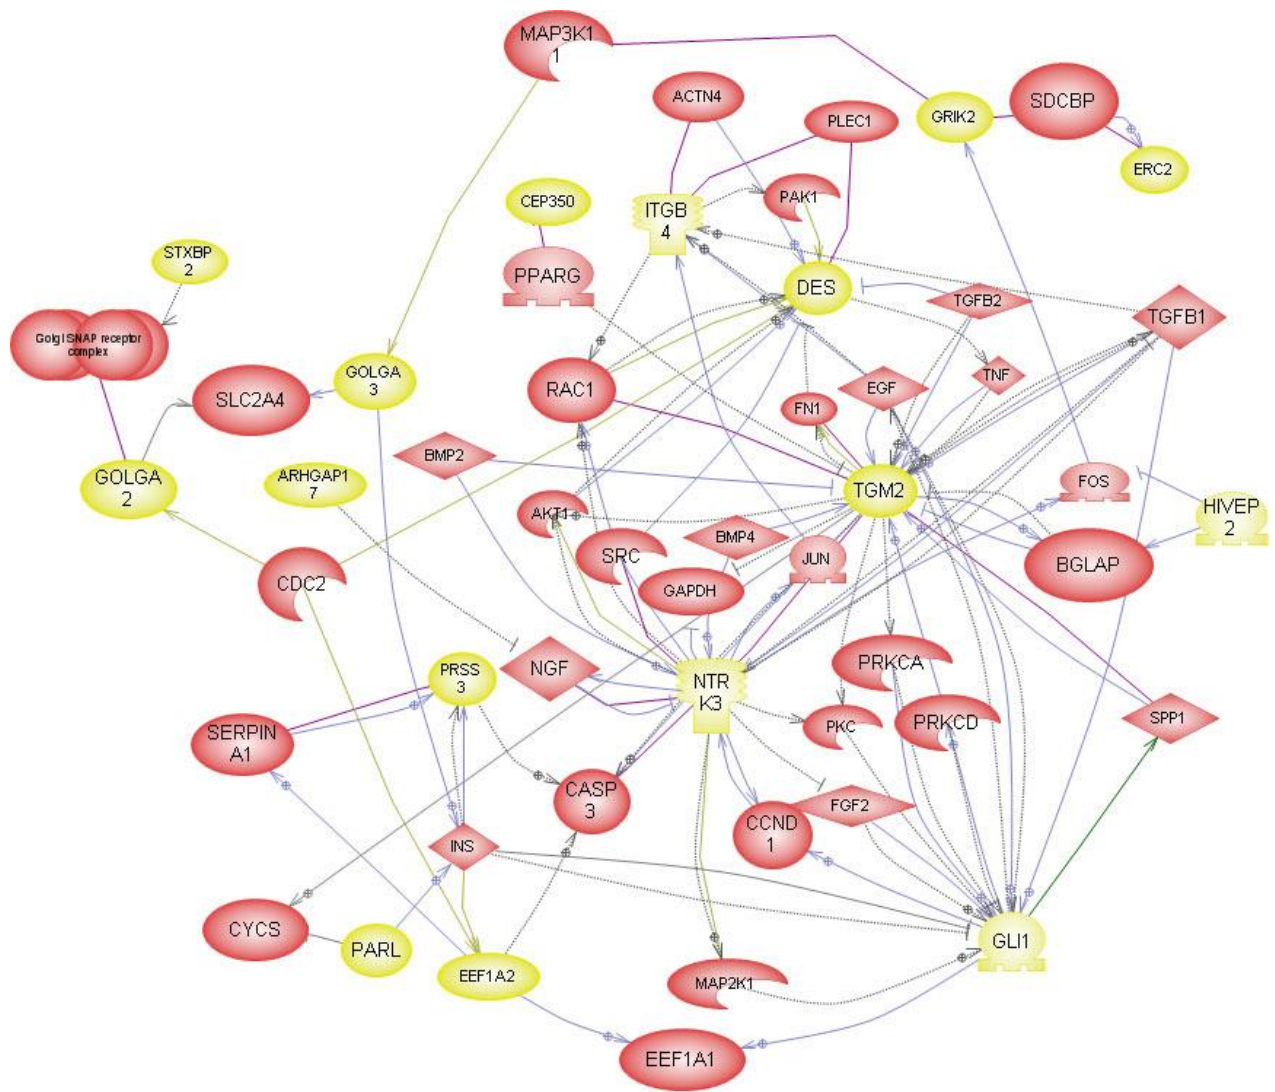 MAP3K1
1
ACTN4
PLEC1
GRIK2
SDCBP
ERC2
CEP350
ITGB
4
PAK1
STXBP
2
PPARG
DES
TGFB2
TGFB1
Golgi SNAP receptor
complex
SLC2A4
GOLGA
3
RAC1
EGF
TNF
FN1
BMP2
GOLGA
2
ARHGAP1
7
TGM2
FOS
AKT1
HIVEP
2
BMP4
SRC
JUN
BGLAP
CDC2
GAPDH
NGF
PRSS
3
NTR
K3
PRKCA
PKC
PRKCD
SPP1
SERPIN
A1
CASP
3
FGF2
CCND
1
INS
CYCS
PARL
EEF1A2
GLI1
MAP2K1
EEF1A1